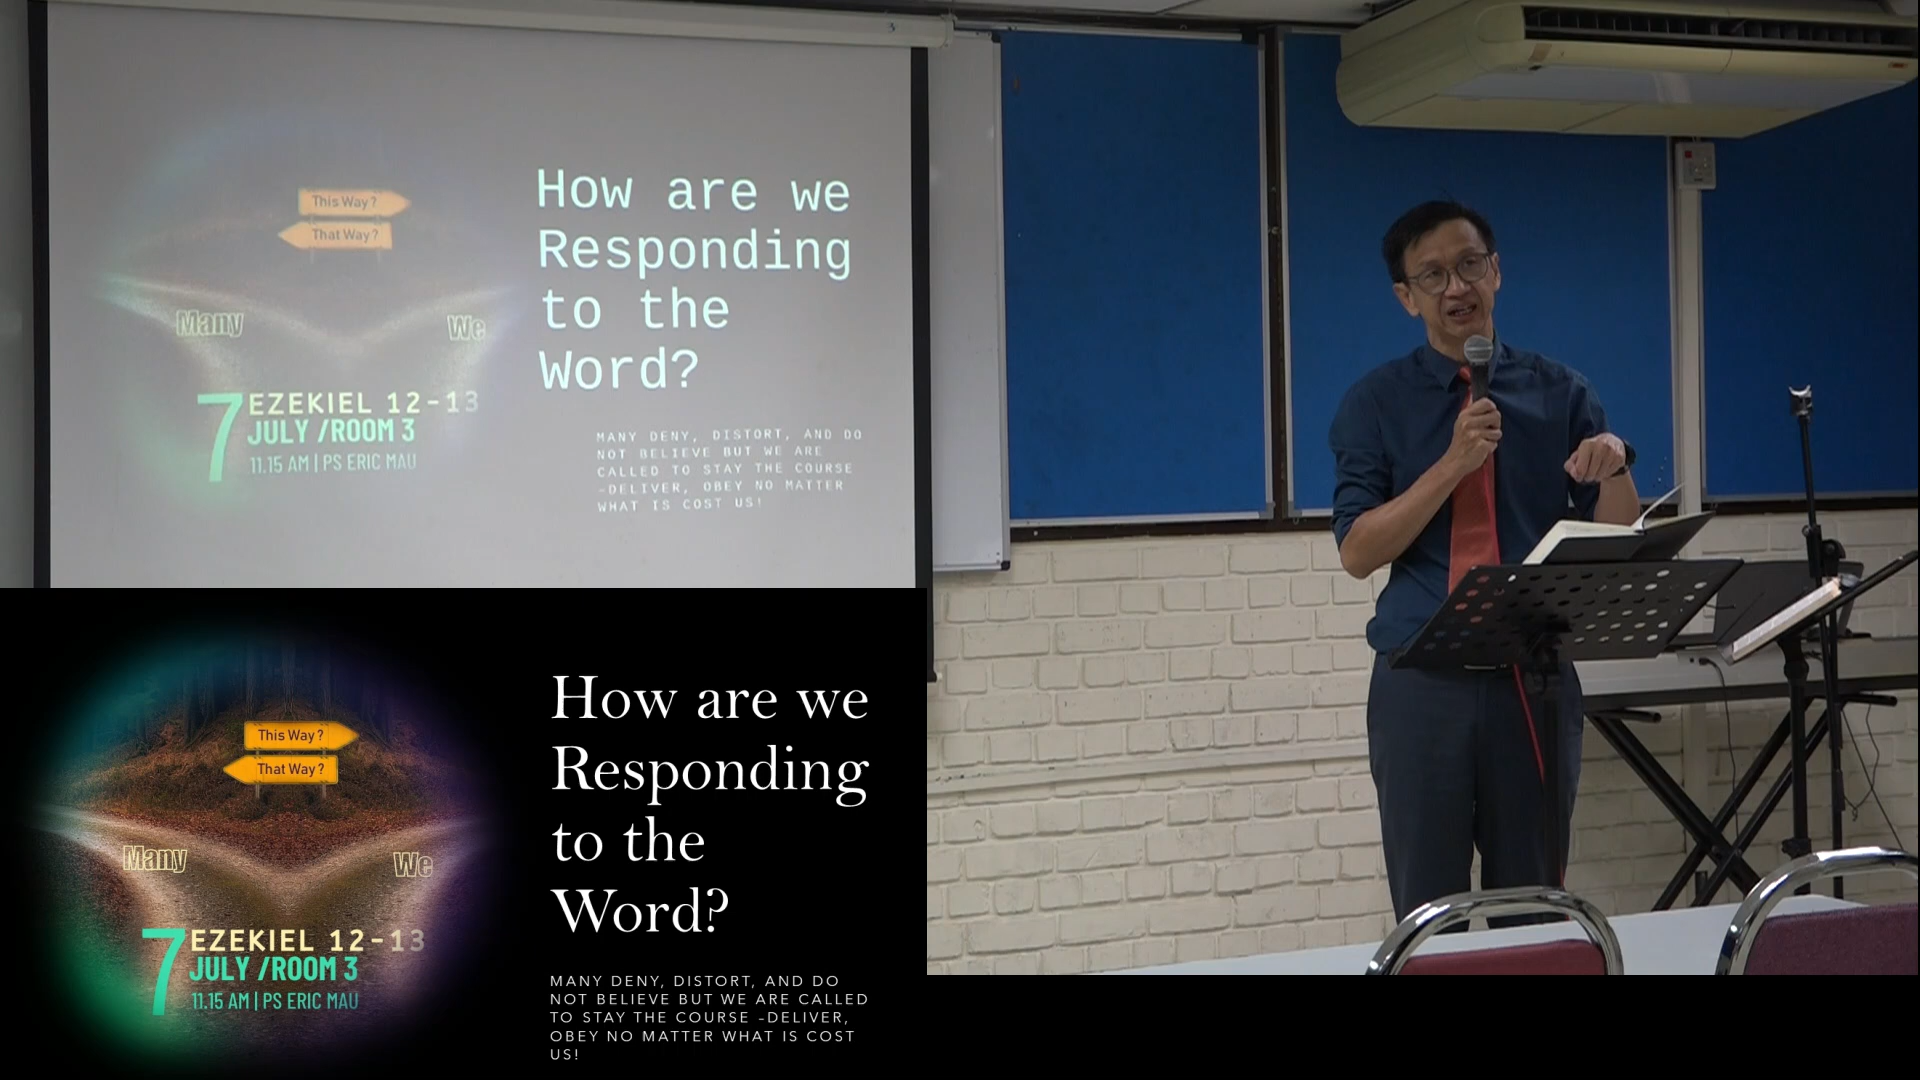 This Way?
That Way?
Many
We
7
EZEKIEL 12-13
JULY /ROOM 3
11.15 AM | PS ERIC MAU
How are we
Responding
to the
Word?
MANY DENY, DISTORT, AND DO
NOT BELIEVE BUT WE ARE
CALLED TO STAY THE COURSE
-DELIVER, OBEY NO MATTER
WHAT IS COST US!
This Way?
That Way?
Many
We
7
EZEKIEL 12-13
JULY /ROOM 3
11.15 AM | PS ERIC MAU
How are we
Responding
to the
Word?
MANY DENY, DISTORT, AND DO
NOT BELIEVE BUT WE ARE CALLED
TO STAY THE COURSE -DELIVER,
OBEY NO MATTER WHAT IS COST
US!